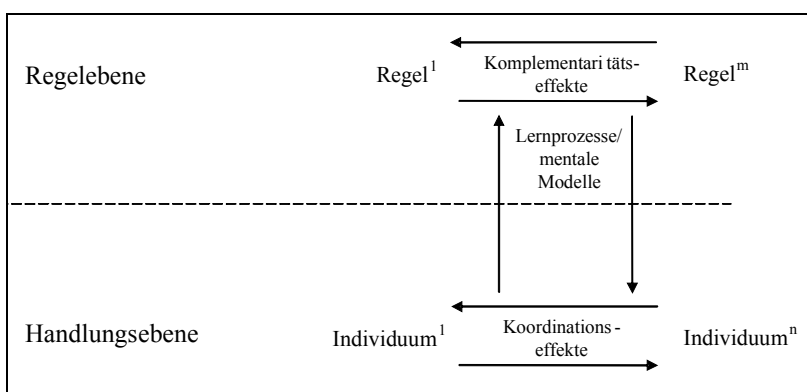 Regelebene
Regel¹
Komplementari täts-
effekte
Regelᵐ
Lernprozesse/
mentale
Modelle
Handlungsebene
Individuum¹
Koordinations -
effekte
Individuumⁿ